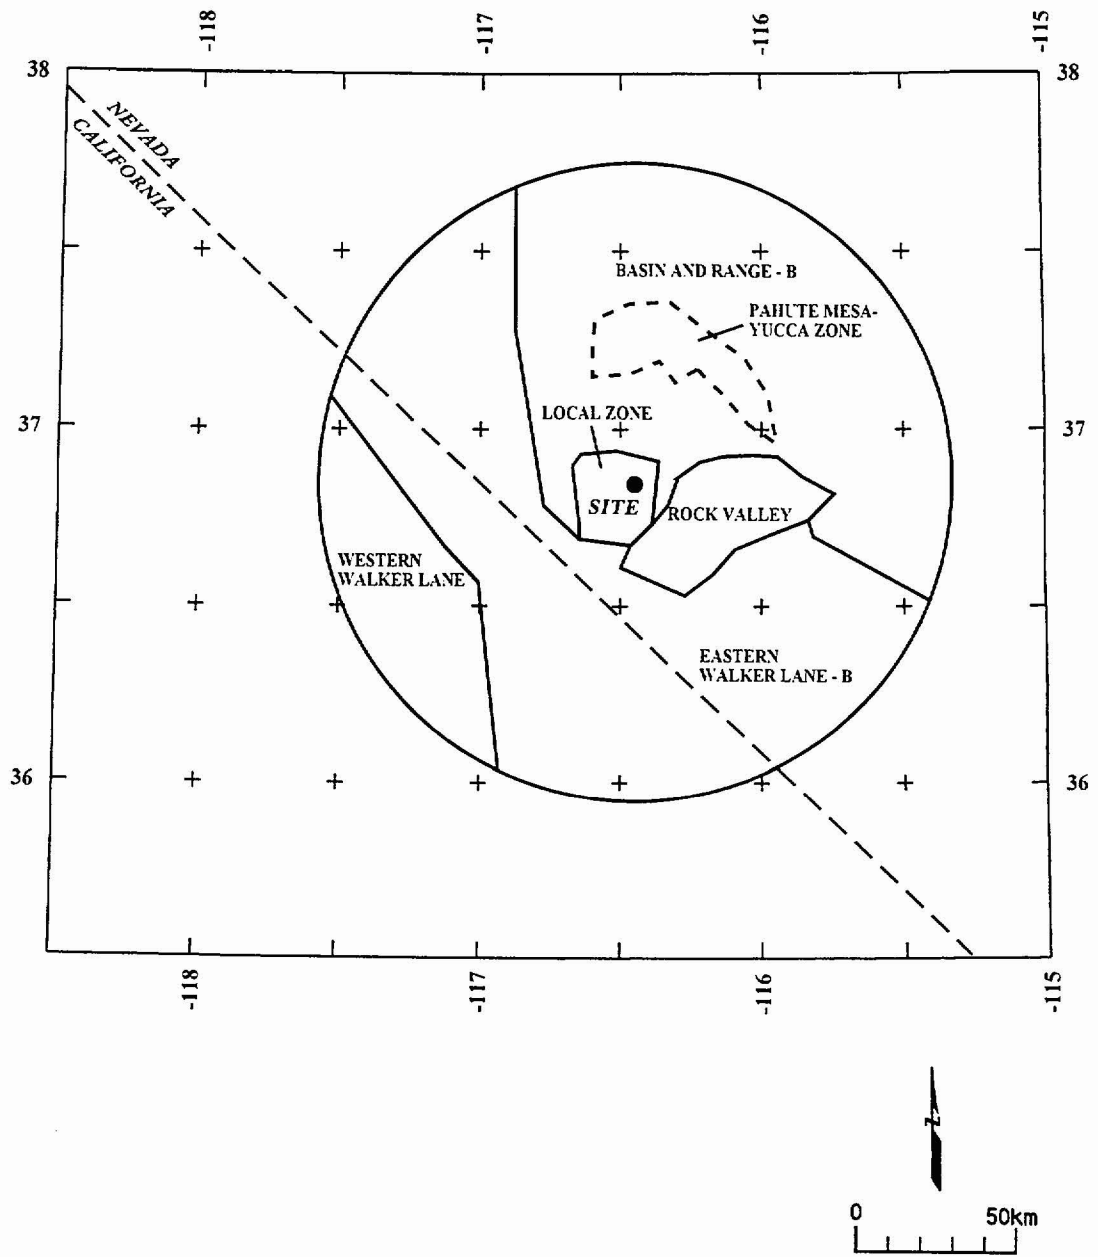 -118
-117
-116
-115
38
38
NEVADA
CALIFORNIA
BASIN AND RANGE - B
PAHUTE MESA-
YUCCA ZONE
37
37
LOCAL ZONE
SITE
ROCK VALLEY
WESTERN
WALKER LANE
EASTERN
WALKER LANE - B
36
36
-118
-117
-116
-115
Z
0
50km